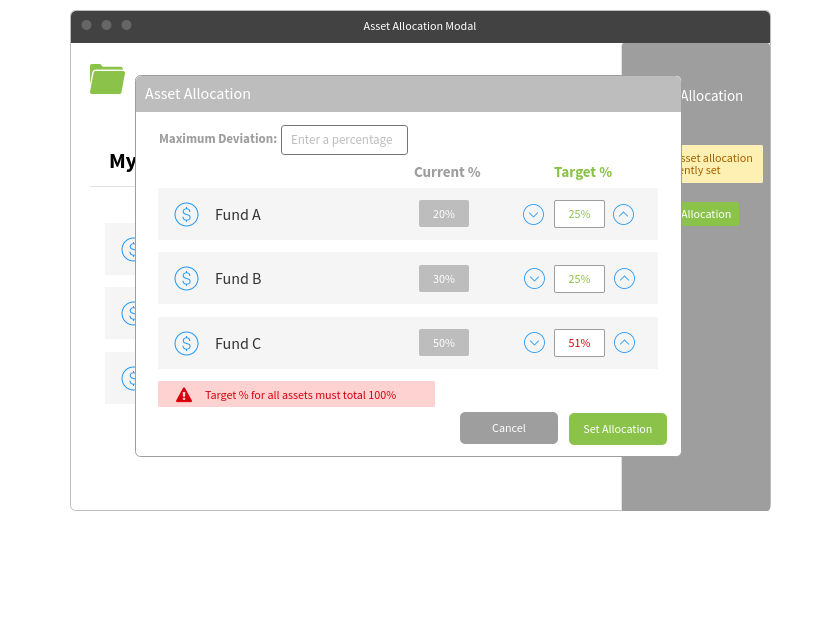 Asset Allocation Modal
Allocation
Asset Allocation
Maximum Deviation: Enter a percentage
My
Current % Target %
sset allocation
ently set
Fund A 20% 25%
Allocation
Fund B 30% 25%
Fund C 50% 51%
Target % for all assets must total 100%
Cancel Set Allocation